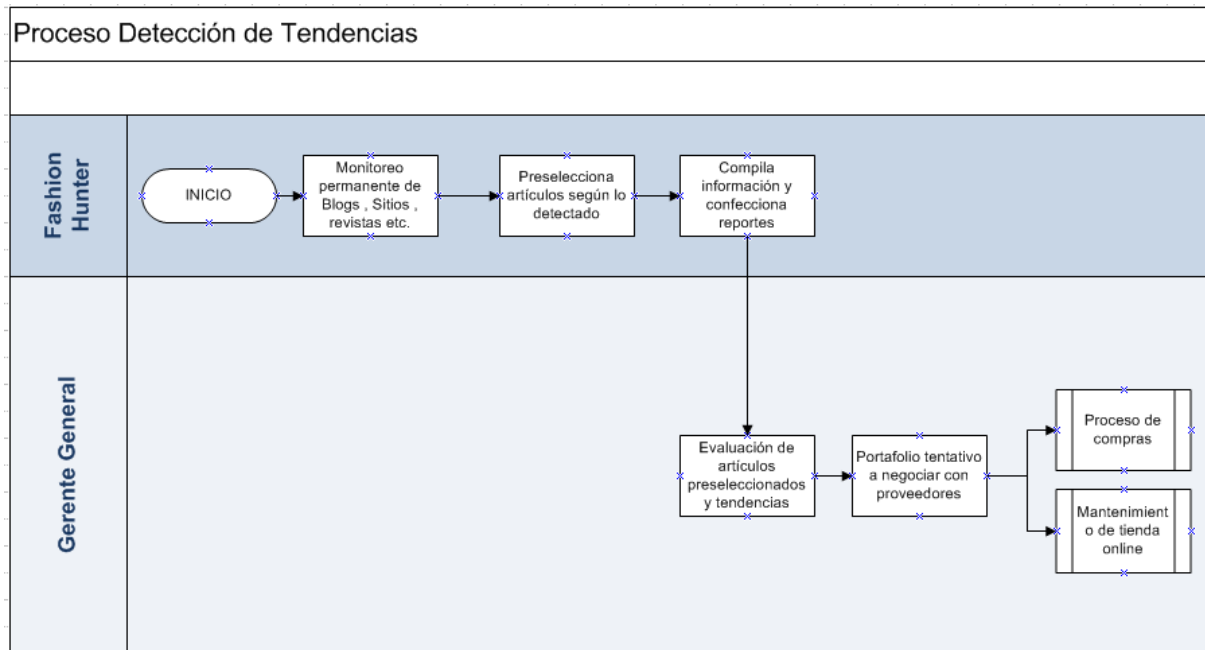 Proceso Detección de Tendencias
Fashion
Hunter
INICIO
Monitoreo
permanente de
Blogs , Sitios ,
revistas etc.
Preselecciona
artículos según lo
detectado
Compila
información y
confecciona
reportes
Gerente General
Evaluación de
artículos
preseleccionados
y tendencias
Portafolio tentativo
a negociar con
proveedores
Proceso de
compras
Mantenimient
o de tienda
online